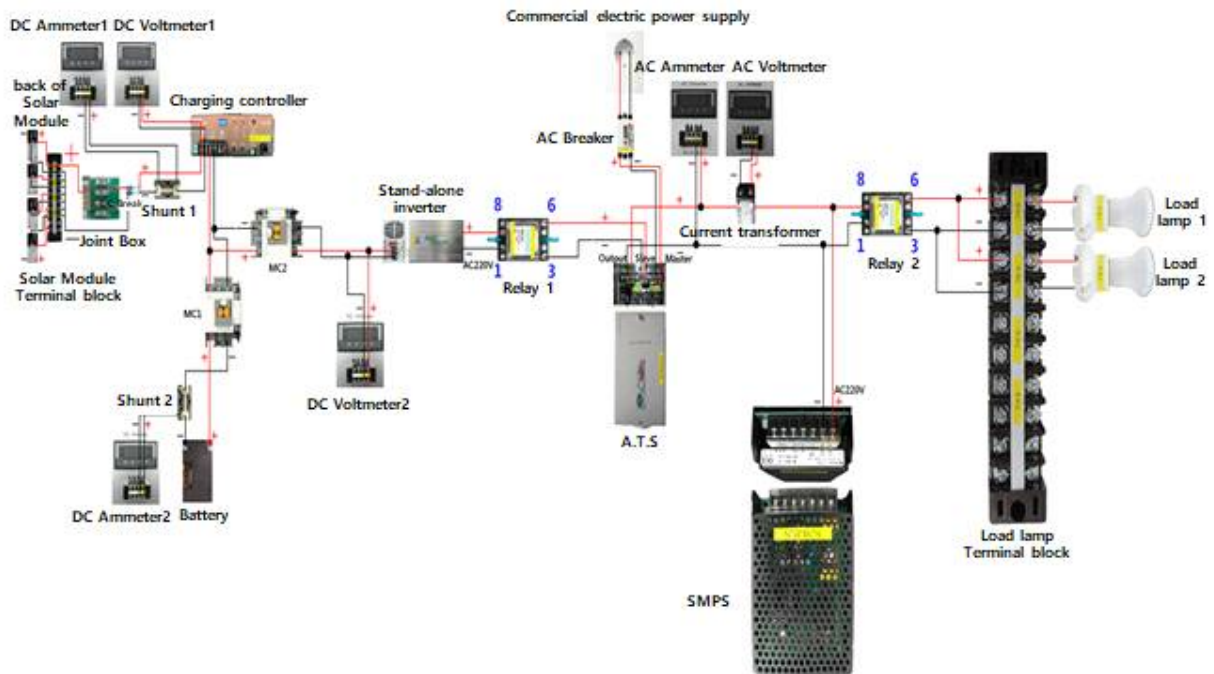 Commercial electric power supply
DC Ammeter1 DC Voltmeter1
AC Ammeter AC Voltmeter
back of
Solar
Module
Charging controller
AC Breaker
Break
Shunt 1
Joint Box
Stand-alone
inverter
8
6
8
6
Load
lamp 1
Current transformer
MC2
AC220V
1
3
Output
Slave
Master
1
3
Load
lamp 2
Solar Module
Terminal block
Relay 1
Relay 2
MC1
Shunt 2
DC Voltmeter2
AC220V
A.T.S
DC Ammeter2
Battery
Load lamp
Terminal block
SMPS